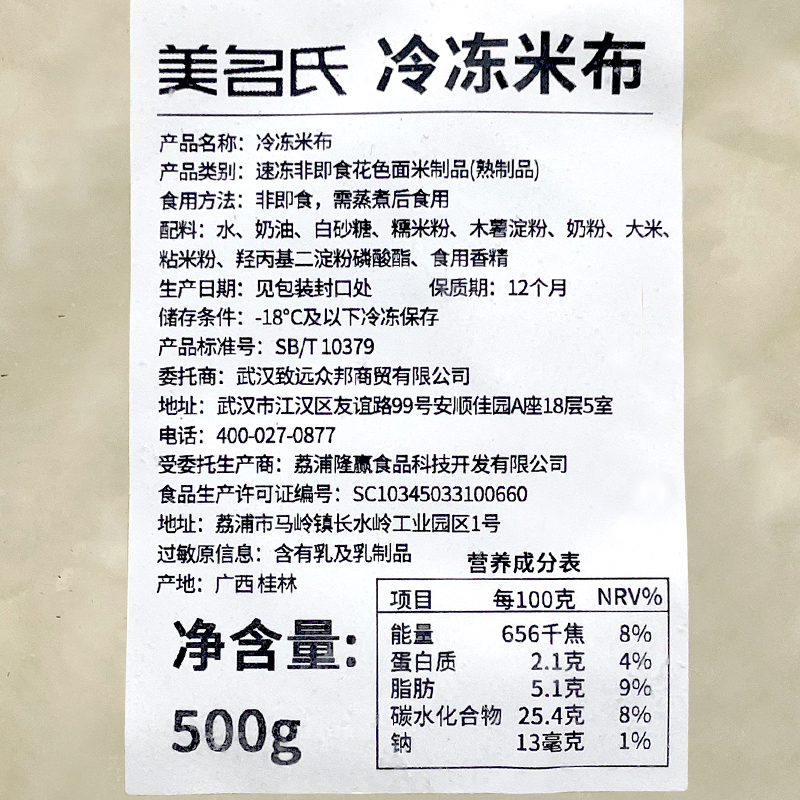 美名氏 冷冻米布
产品名称：冷冻米布
产品类别：速冻非即食花色面米制品(熟制品)
食用方法：非即食，需蒸煮后食用
配料：水、奶油、白砂糖、糯米粉、木薯淀粉、奶粉、大米、
粘米粉、羟丙基二淀粉磷酸酯、食用香精
生产日期：见包装封口处 保质期：12个月
储存条件：-18°C及以下冷冻保存
产品标准号：SB/T 10379
委托商：武汉致远众邦商贸有限公司
地址：武汉市江汉区友谊路99号安顺佳园A座18层5室
电话：400-027-0877
受委托生产商：荔浦隆赢食品科技开发有限公司
食品生产许可证编号：SC10345033100660
地址：荔浦市马岭镇长水岭工业园区1号
过敏原信息：含有乳及乳制品
产地：广西 桂林
净含量：
500g
营养成分表
项目 每100克 NRV%
能量 656千焦 8%
蛋白质 2.1克 4%
脂肪 5.1克 9%
碳水化合物 25.4克 8%
钠 13毫克 1%